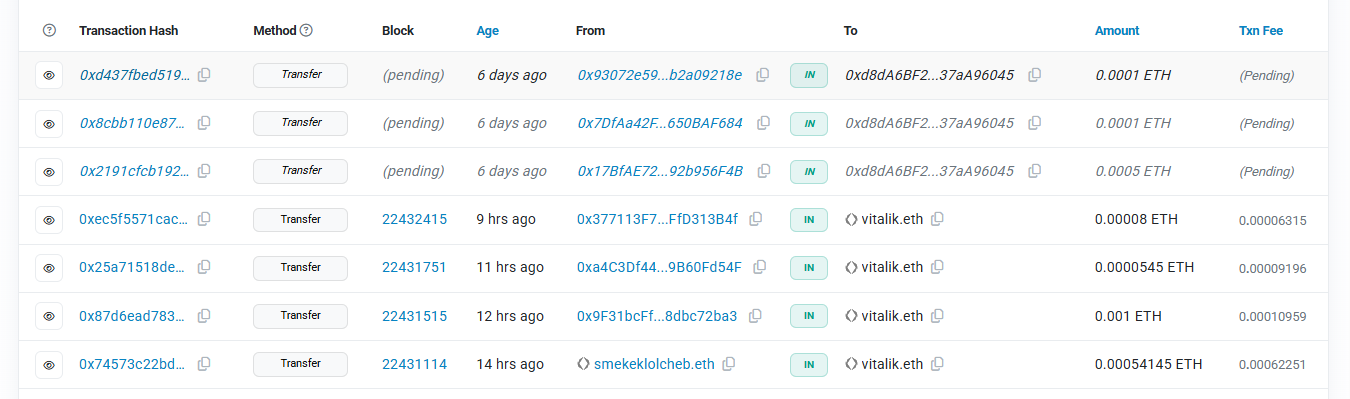 Transaction Hash Method Block Age From To Amount Txn Fee
0xd437fbed519... Transfer (pending) 6 days ago 0x93072e59...b2a09218e IN 0xd8dA6BF2...37aA96045 0.0001 ETH (Pending)
0x8cbb110e87... Transfer (pending) 6 days ago 0x7DfAa42F...650BAF684 IN 0xd8dA6BF2...37aA96045 0.0001 ETH (Pending)
0x2191cfcb192... Transfer (pending) 6 days ago 0x17BfAE72...92b956F4B IN 0xd8dA6BF2...37aA96045 0.0005 ETH (Pending)
0xec5f5571cac... Transfer 22432415 9 hrs ago 0x377113F7...FfD313B4f IN vitalik.eth 0.00008 ETH 0.00006315
0x25a71518de... Transfer 22431751 11 hrs ago 0xa4C3Df44...9B60Fd54F IN vitalik.eth 0.0000545 ETH 0.00009196
0x87d6ead783... Transfer 22431515 12 hrs ago 0x9F31bcFf...8dbc72ba3 IN vitalik.eth 0.001 ETH 0.00010959
0x74573c22bd... Transfer 22431114 14 hrs ago smekeklolcheb.eth IN vitalik.eth 0.00054145 ETH 0.00062251